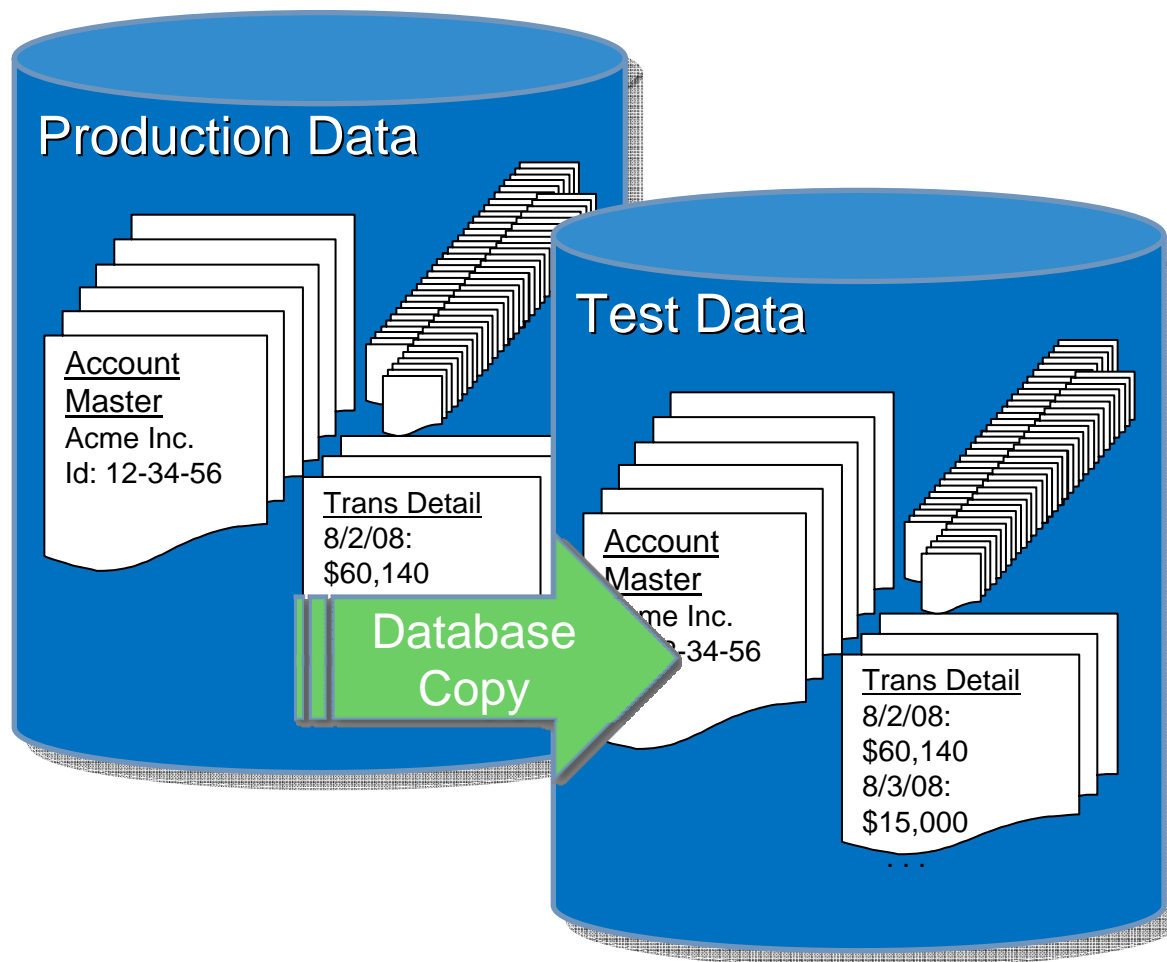 Production Data
Account
Master
Acme Inc.
Id: 12-34-56
Trans Detail
8/2/08:
$60,140
Database
Copy
Test Data
Account
Master
me Inc.
-34-56
Trans Detail
8/2/08:
$60,140
8/3/08:
$15,000
. . .